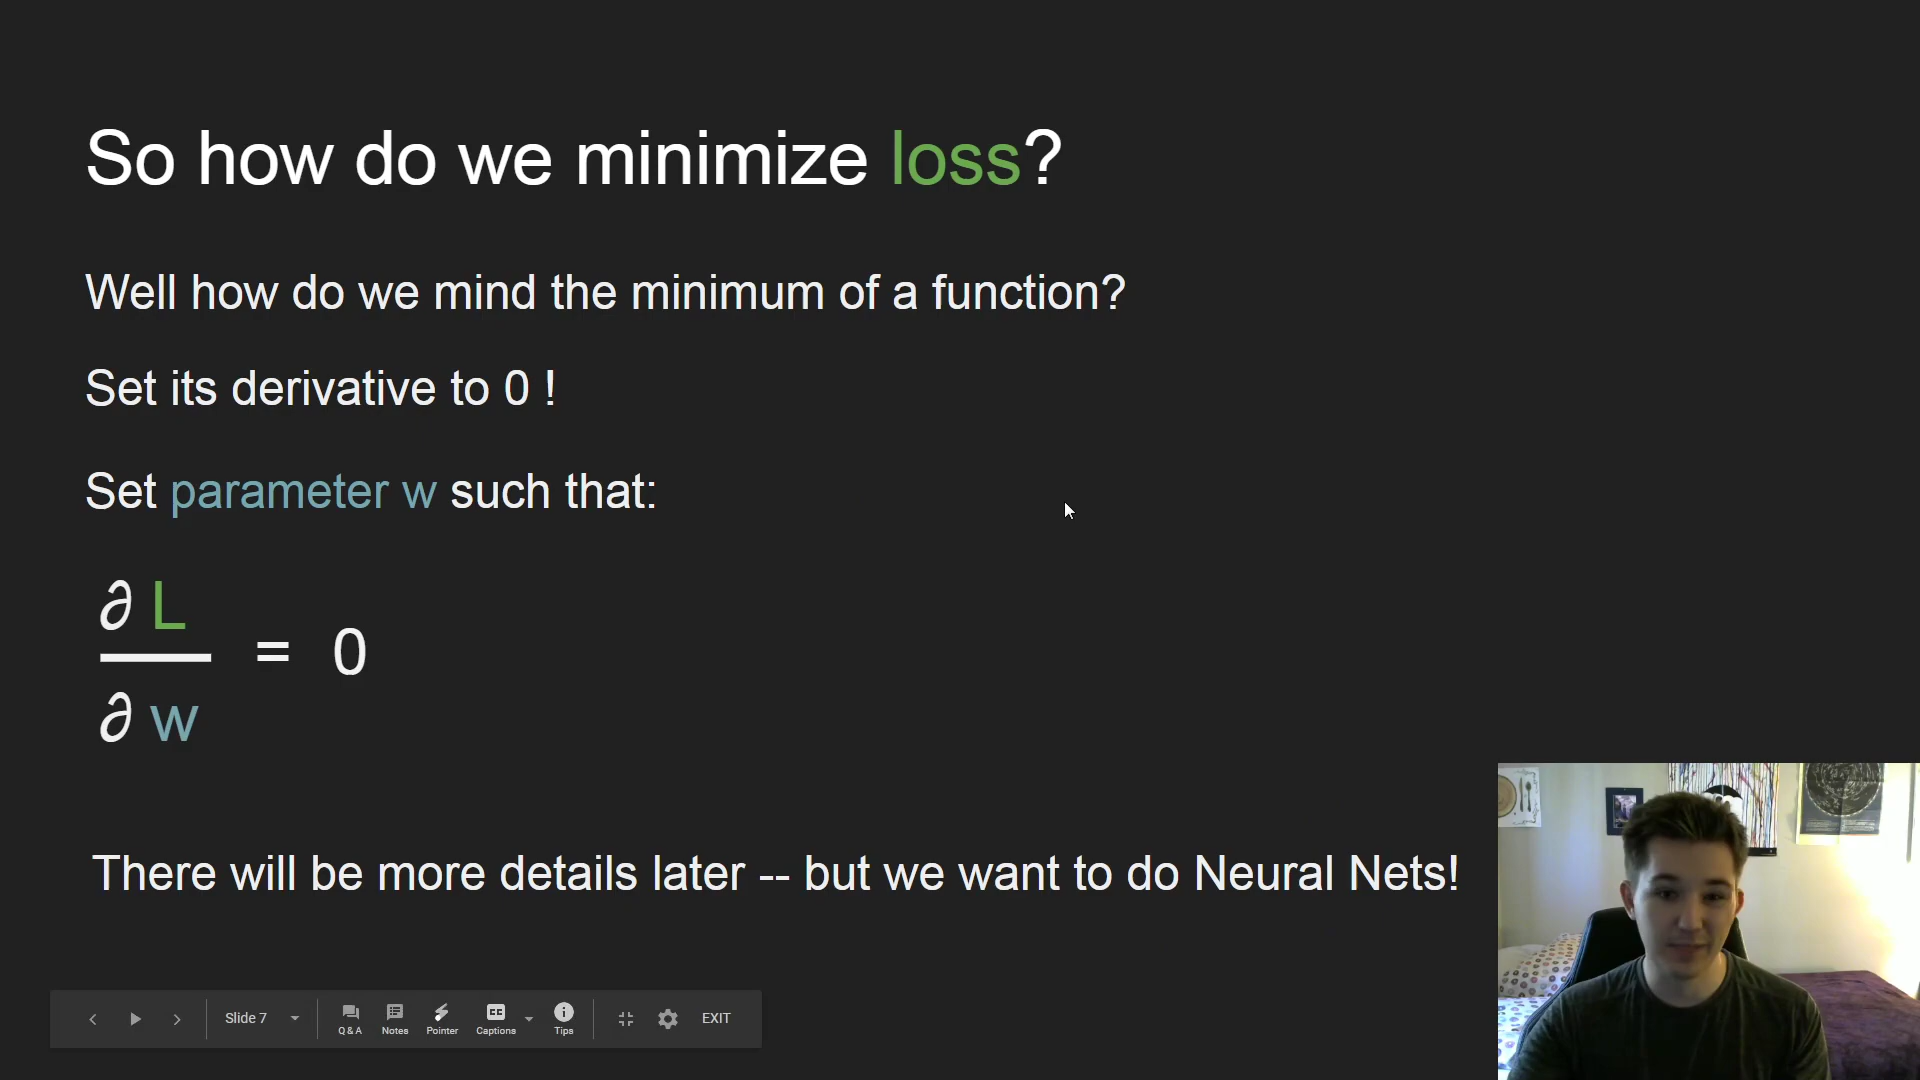 So how do we minimize loss?
Well how do we mind the minimum of a function?
Set its derivative to 0 !
Set parameter w such that:
∂ L
= 0
∂ w
There will be more details later -- but we want to do Neural Nets!
Slide 7
Q & A
Notes
Pointer
Captions
Tips
EXIT